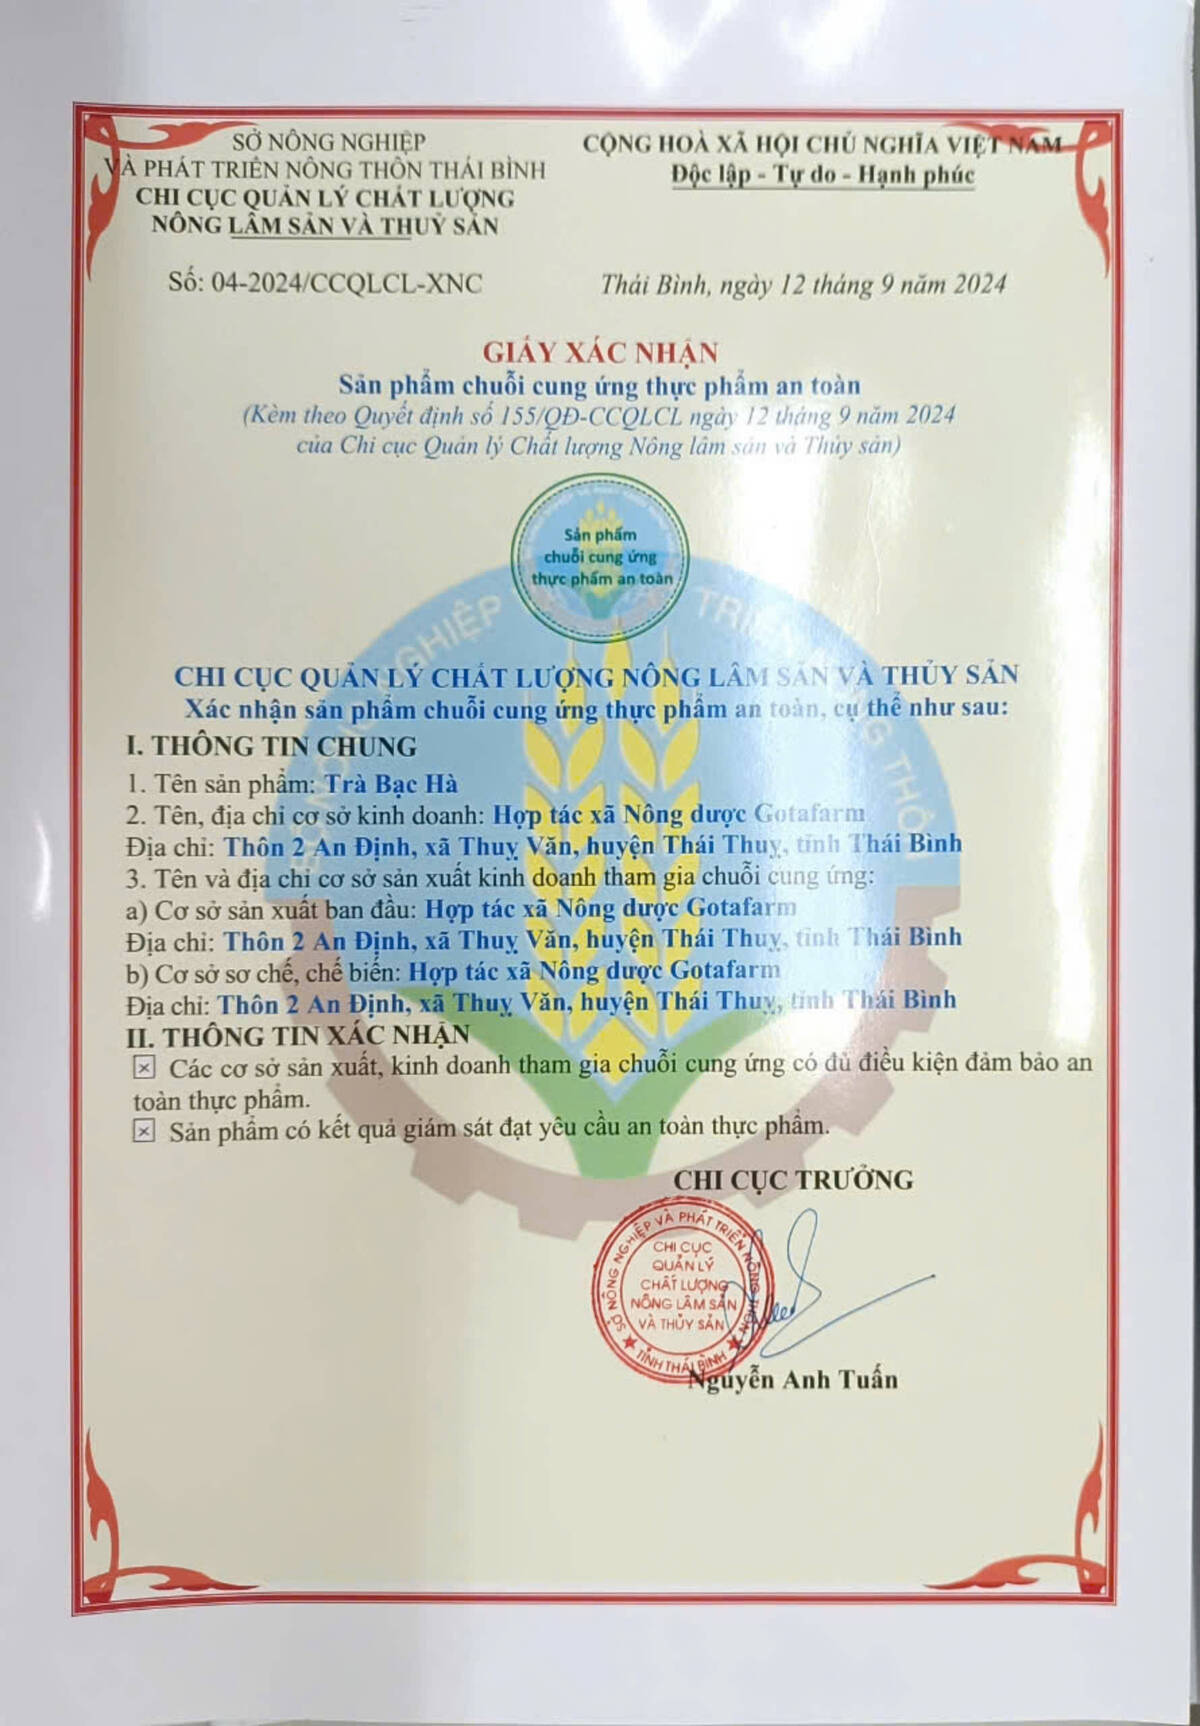 SỞ NÔNG NGHIỆP
VÀ PHÁT TRIỂN NÔNG THÔN THÁI BÌNH
CHI CỤC QUẢN LÝ CHẤT LƯỢNG
NÔNG LÂM SẢN VÀ THUỶ SẢN
CỘNG HOÀ XÃ HỘI CHỦ NGHĨA VIỆT NAM
Độc lập - Tự do - Hạnh phúc
Số: 04-2024/CCQLCL-XNC
Thái Bình, ngày 12 tháng 9 năm 2024
GIẤY XÁC NHẬN
Sản phẩm chuỗi cung ứng thực phẩm an toàn
(Kèm theo Quyết định số 155/QĐ-CCQLCL ngày 12 tháng 9 năm 2024
của Chi cục Quản lý Chất lượng Nông lâm sản và Thủy sản)
Sản phẩm
chuỗi cung ứng
thực phẩm an toàn
CHI CỤC QUẢN LÝ CHẤT LƯỢNG NÔNG LÂM SẢN VÀ THỦY SẢN
Xác nhận sản phẩm chuỗi cung ứng thực phẩm an toàn, cụ thể như sau:
I. THÔNG TIN CHUNG
1. Tên sản phẩm: Trà Bạc Hà
2. Tên, địa chỉ cơ sở kinh doanh: Hợp tác xã Nông dược Gotafarm
Địa chỉ: Thôn 2 An Định, xã Thuỵ Văn, huyện Thái Thuỵ, tỉnh Thái Bình
3. Tên và địa chỉ cơ sở sản xuất kinh doanh tham gia chuỗi cung ứng:
a) Cơ sở sản xuất ban đầu: Hợp tác xã Nông dược Gotafarm
Địa chỉ: Thôn 2 An Định, xã Thuỵ Văn, huyện Thái Thuỵ, tỉnh Thái Bình
b) Cơ sở sơ chế, chế biến: Hợp tác xã Nông dược Gotafarm
Địa chỉ: Thôn 2 An Định, xã Thuỵ Văn, huyện Thái Thuỵ, tỉnh Thái Bình
II. THÔNG TIN XÁC NHẬN
☒ Các cơ sở sản xuất, kinh doanh tham gia chuỗi cung ứng có đủ điều kiện đảm bảo an
toàn thực phẩm.
☒ Sản phẩm có kết quả giám sát đạt yêu cầu an toàn thực phẩm.
CHI CỤC TRƯỞNG
SỞ NÔNG NGHIỆP VÀ PHÁT TRIỂN NÔNG THÔN
CHI CỤC
QUẢN LÝ
CHẤT LƯỢNG
NÔNG LÂM SẢN
VÀ THỦY SẢN
TỈNH THÁI BÌNH
Nguyễn Anh Tuấn